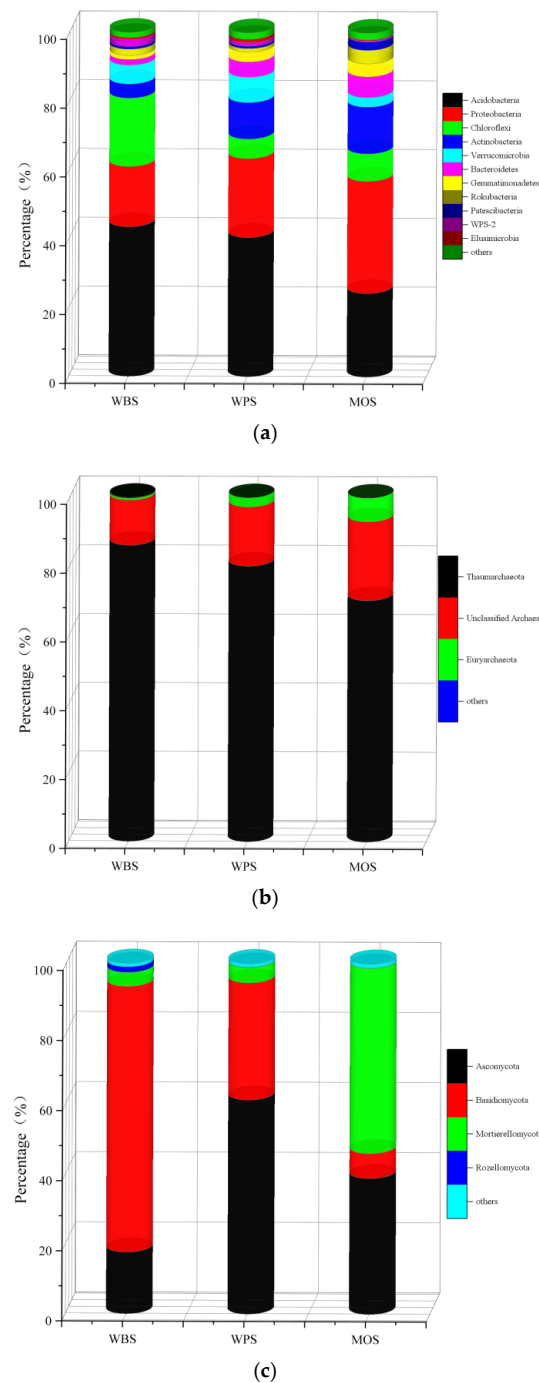 100
80
60
40
20
0
Percentage（%）
WBS
WPS
MOS
Acidobacteria
Proteobacteria
Chloroflexi
Actinobacteria
Verrucomicrobia
Bacteroidetes
Gemmatimonadetes
Rokubacteria
Patescibacteria
WPS-2
Elusimicrobia
others
(a)
100
80
60
40
20
0
Percentage（%）
WBS
WPS
MOS
Thaumarchaeota
Unclassified Archaea
Euryarchaeota
others
(b)
100
80
60
40
20
0
Percentage（%）
WBS
WPS
MOS
Ascomycota
Basidiomycota
Mortierellomycot
Rozellomycota
others
(c)